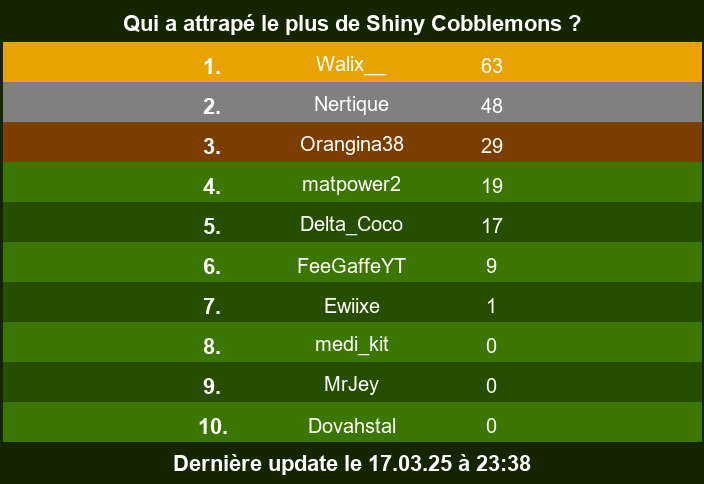 Qui a attrapé le plus de Shiny Cobblemons ?
1. Walix__ 63
2. Nertique 48
3. Orangina38 29
4. matpower2 19
5. Delta_Coco 17
6. FeeGaffeYT 9
7. Ewiixe 1
8. medi_kit 0
9. MrJey 0
10. Dovahstal 0
Dernière update le 17.03.25 à 23:38